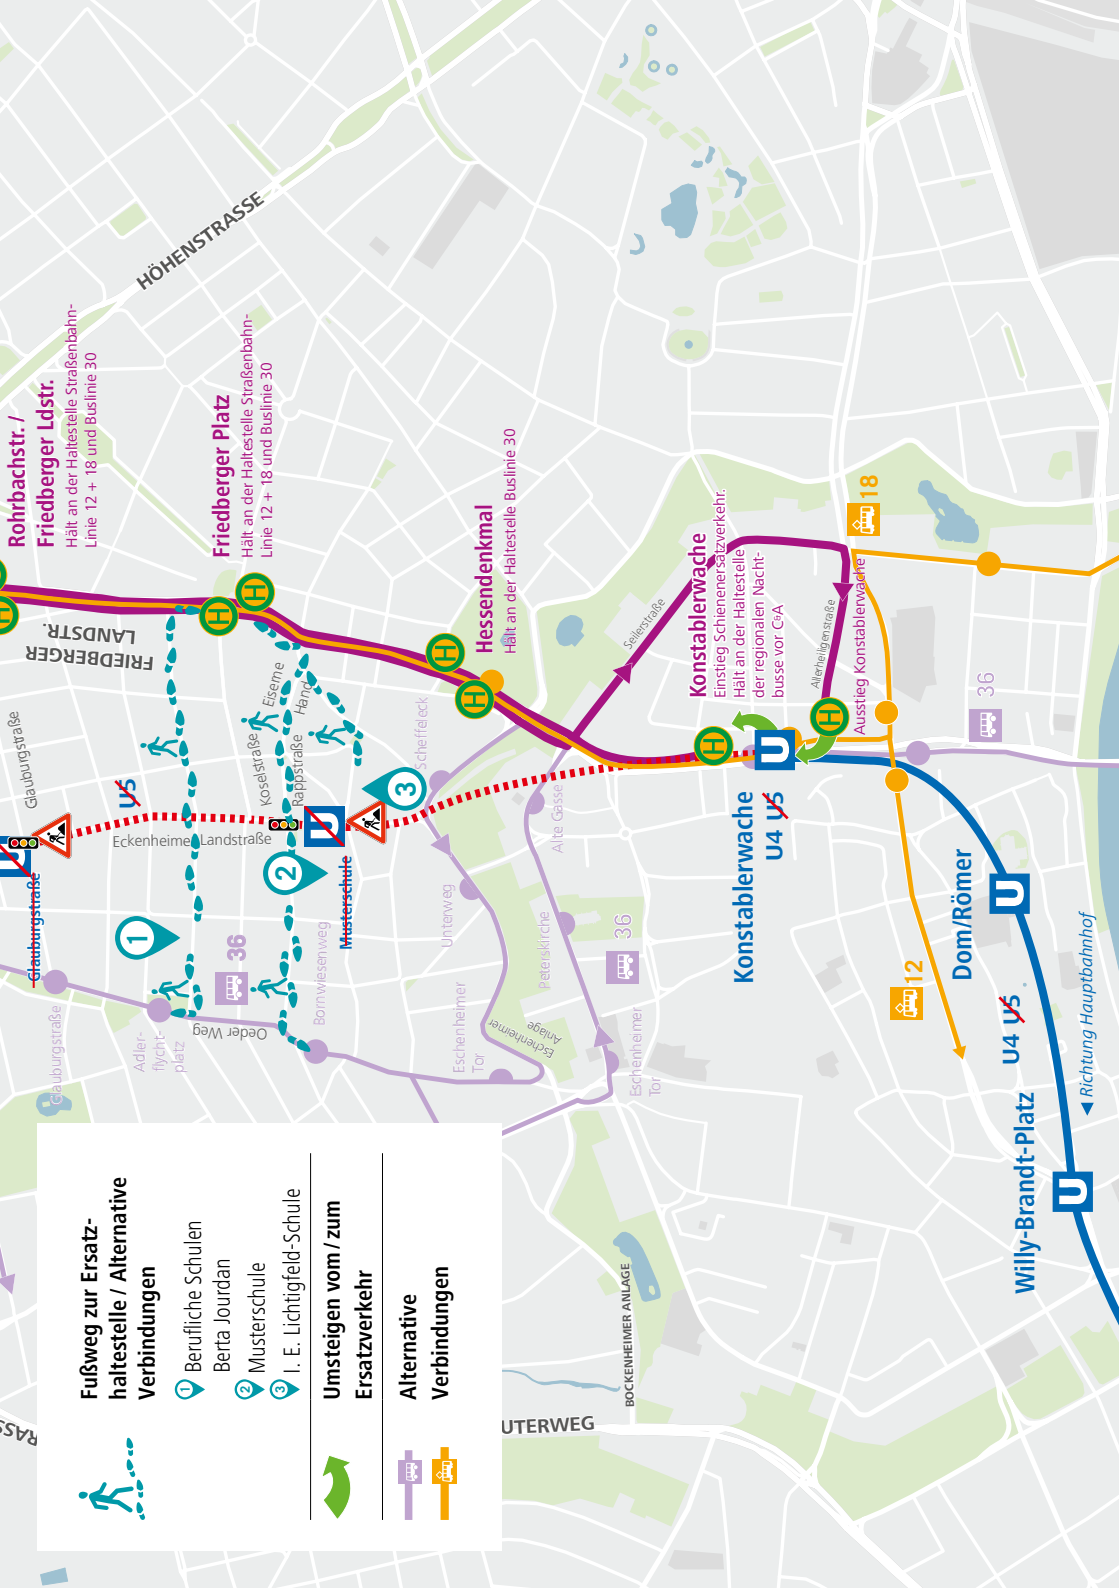 Rohrbachstr. /
Friedberger Ldstr.
Hält an der Haltestelle Straßenbahn-
Linie 12 + 18 und Buslinie 30
HÖHENSTRASSE
Friedberger Platz
Hält an der Haltestelle Straßenbahn-
Linie 12 + 18 und Buslinie 30
Hessendenkmal
Hält an der Haltestelle Buslinie 30
Konstablerwache
Einstieg Schienenersatzverkehr.
Hält an der Haltestelle
der regionalen Nacht-
busse vor C&A
18
Seilerstraße
Allerheiligenstraße
Ausstieg Konstablerwache
36
H
H
H
H
H
H
H
H
FRIEDBERGER
LANDSTR.
Glauburgstraße
Eiserne
Hand
Koselstraße
Rappstraße
Scheffeleck
U5
Eckenheimer Landstraße
Glauburgstraße
Musterschule
U
U
1
2
3
36
Alte Gasse
Unterweg
Peterskirche
36
Bornwiesenweg
Oeder Weg
Adler-
flycht-
platz
Glauburgstraße
Eschenheimer
Tor
Eschenheimer
Anlage
Eschenheimer
Tor
U
Konstablerwache
U4 U5
Dom/Römer
U
12
U4 U5
Richtung Hauptbahnhof
Willy-Brandt-Platz
U
BOCKENHEIMER ANLAGE
UTERWEG
RASS
Fußweg zur Ersatz-
haltestelle / Alternative
Verbindungen
1 Berufliche Schulen
Berta Jourdan
2 Musterschule
3 I. E. Lichtigfeld-Schule
Umsteigen vom / zum
Ersatzverkehr
Alternative
Verbindungen